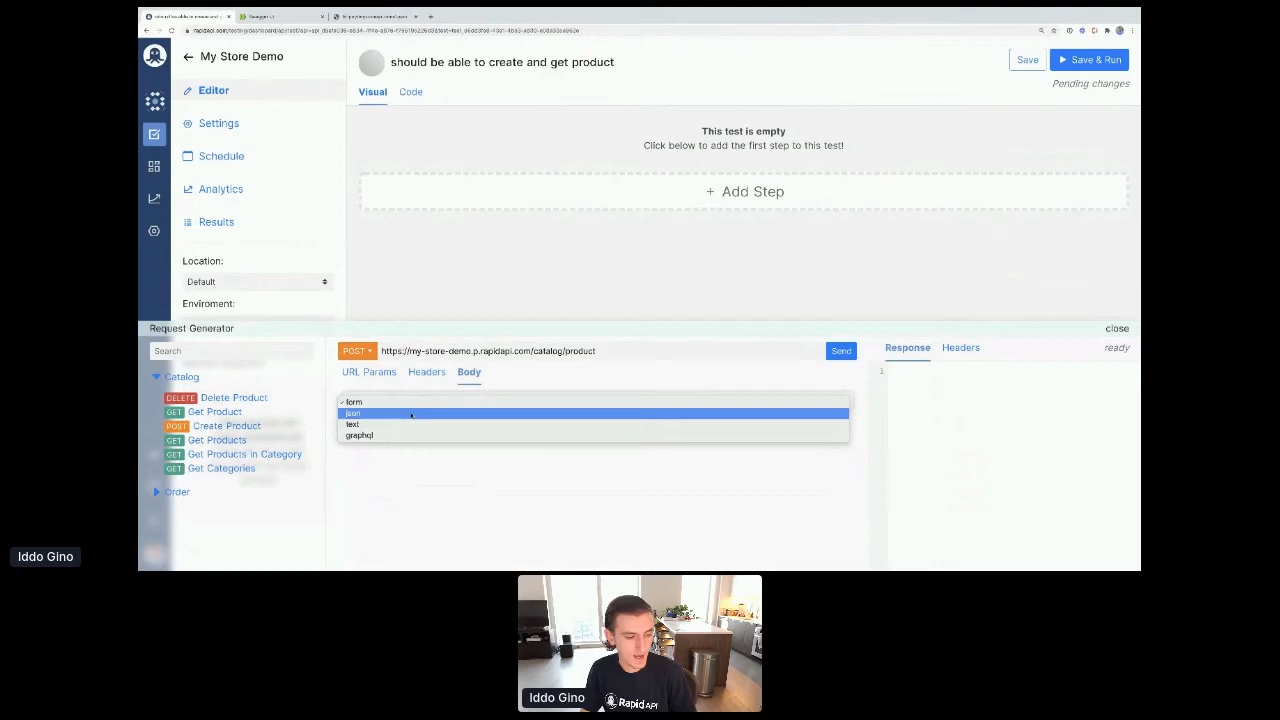 Swagger UI
My Store Demo
should be able to create and get product
Save
Save & Run
Pending changes
Editor
Settings
Schedule
Analytics
Results
Location:
Default
Enviroment:
Visual
Code
This test is empty
Click below to add the first step to this test!
+ Add Step
Request Generator
close
Search
Catalog
DELETE Delete Product
GET Get Product
POST Create Product
GET Get Products
GET Get Products in Category
GET Get Categories
Order
POST
https://my-store-demo.p.rapidapi.com/catalog/product
Send
URL Params
Headers
Body
form
json
text
graphql
Response
Headers
ready
1
Iddo Gino
Iddo Gino
RapidAPI